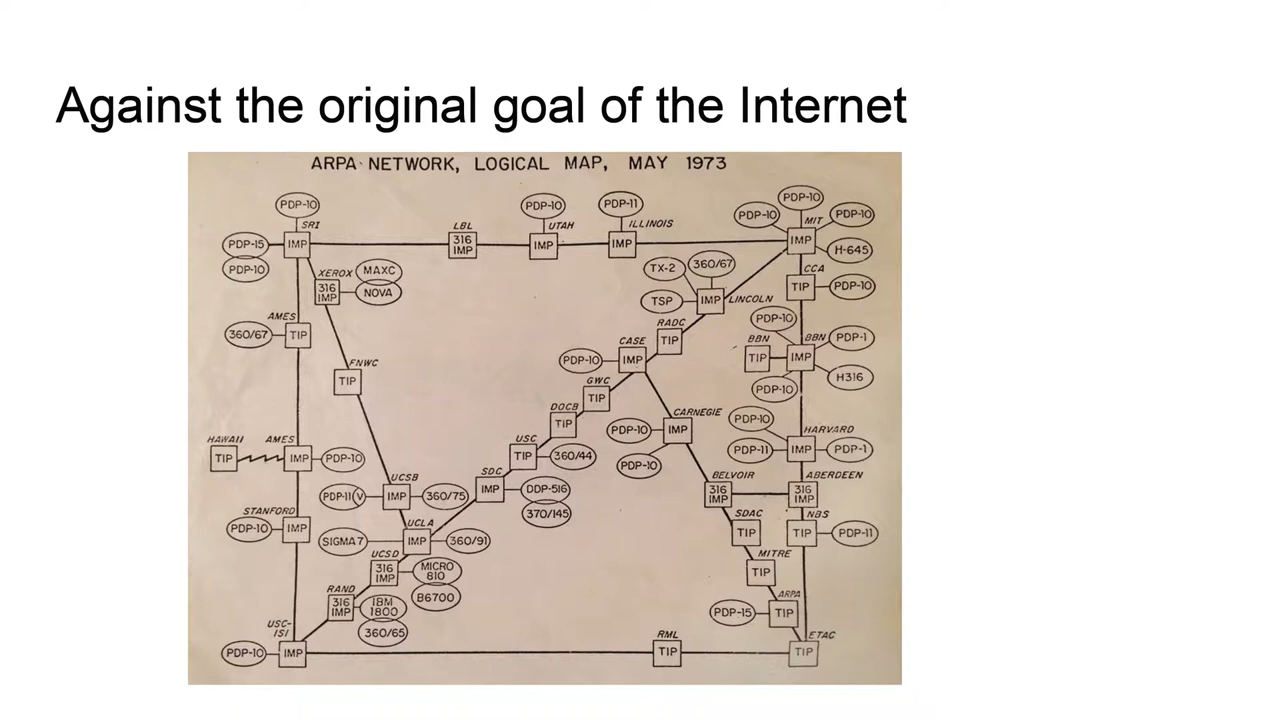 Against the original goal of the Internet
ARPA NETWORK, LOGICAL MAP, MAY 1973
PDP-10
SRI
PDP-15
IMP
PDP-10
LBL
316
IMP
PDP-10
UTAH
IMP
PDP-11
ILLINOIS
IMP
PDP-10
PDP-10
MIT
PDP-10
IMP
H-645
XEROX
MAXC
316
IMP
NOVA
TX-2
360/67
TSP
IMP
LINCOLN
CCA
TIP
PDP-10
AMES
360/67
TIP
RADC
TIP
CASE
PDP-10
IMP
PDP-10
BBN
TIP
BBN
IMP
PDP-1
PDP-10
H316
FNWC
TIP
GWC
TIP
DOCB
TIP
CARNEGIE
PDP-10
IMP
PDP-10
PDP-10
HARVARD
PDP-11
IMP
PDP-1
HAWAII
TIP
AMES
IMP
PDP-10
USC
TIP
360/44
SDC
IMP
DDP-516
370/145
UCSB
PDP-11
V
IMP
360/75
BELVOIR
316
IMP
ABERDEEN
316
IMP
STANFORD
PDP-10
IMP
UCLA
SIGMA 7
IMP
360/91
SDAC
TIP
NBS
TIP
PDP-11
UCSD
316
IMP
MICRO
810
B6700
MITRE
TIP
RAND
316
IMP
IBM
1800
360/65
ARPA
PDP-15
TIP
USC-
ISI
PDP-10
IMP
RML
TIP
ETAC
TIP